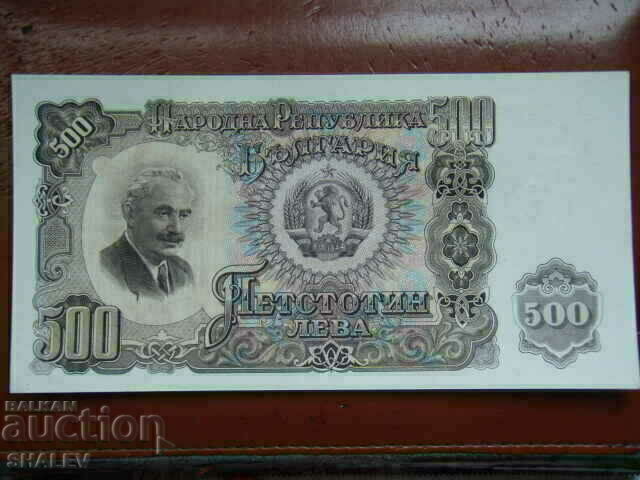 500
НАРОДНА РЕПУБЛИКА
500
БЪЛГАРИЯ
ПЕТСТОТИН
ЛЕВА
500
500
BALKAN
auction
SHALEV